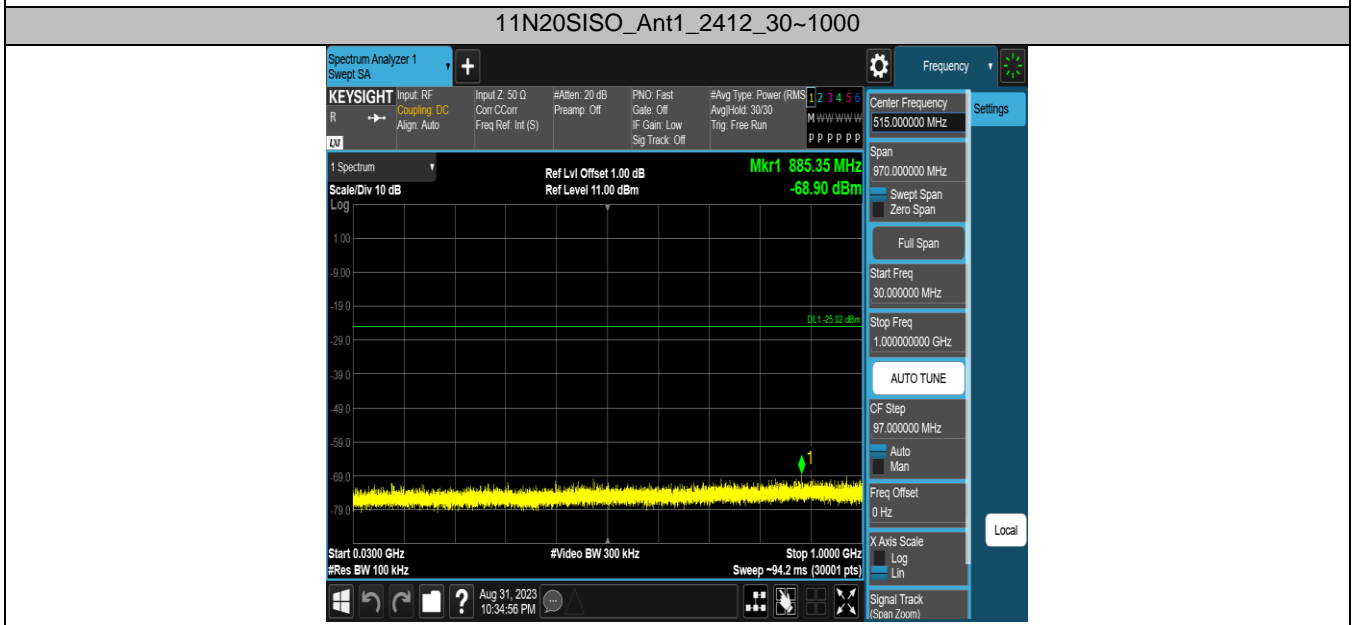 11N20SISO_Ant1_2412_30~1000
Spectrum Analyzer 1
Swept SA
+
Frequency
KEYSIGHT
R
LXI
Input: RF
Coupling: DC
Align: Auto
Input Z: 50 Ω
Corr CCorr
Freq Ref: Int (S)
#Atten: 20 dB
Preamp: Off
PNO: Fast
Gate: Off
IF Gain: Low
Sig Track: Off
#Avg Type: Power (RMS
Avg|Hold: 30/30
Trig: Free Run
1 2 3 4 5 6
M W W W W W
P P P P P P
1 Spectrum
Scale/Div 10 dB
Log
Ref Lvl Offset 1.00 dB
Ref Level 11.00 dBm
Mkr1 885.35 MHz
-68.90 dBm
1.00
-9.00
-19.0
DL1 -25.02 dBm
-29.0
-39.0
-49.0
-59.0
1
-69.0
-79.0
Start 0.0300 GHz
#Res BW 100 kHz
#Video BW 300 kHz
Stop 1.0000 GHz
Sweep ~94.2 ms (30001 pts)
?
Aug 31, 2023
10:34:56 PM
Center Frequency
515.000000 MHz
Settings
Span
970.000000 MHz
Swept Span
Zero Span
Full Span
Start Freq
30.000000 MHz
Stop Freq
1.000000000 GHz
AUTO TUNE
CF Step
97.000000 MHz
Auto
Man
Freq Offset
0 Hz
X Axis Scale
Log
Lin
Local
Signal Track
(Span Zoom)